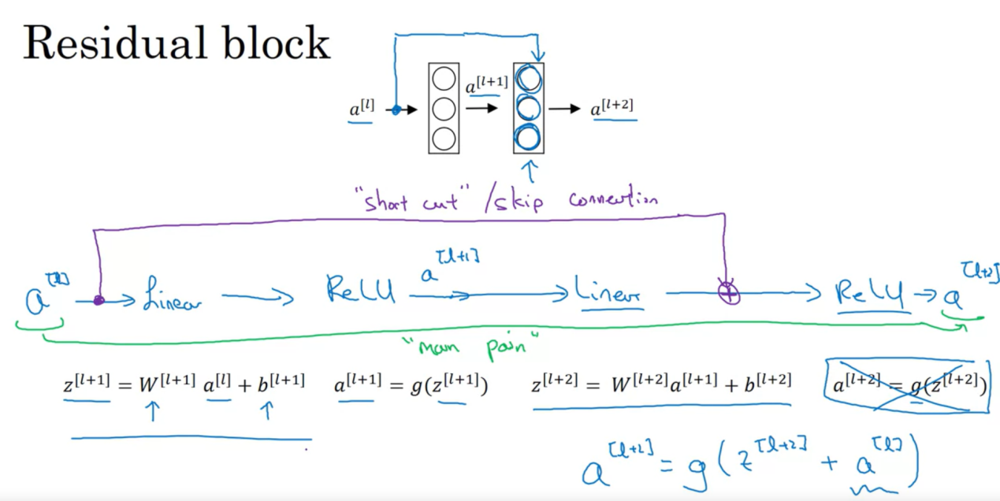 Residual block
a[l] a[l+1] a[l+2]
"short cut" / skip connection
a[l] Linear ReLU a[l+1] Linear ReLU a[l+2]
"main
z[l+1] = W[l+1] a[l] + b[l+1] a[l+1] = g(z[l+1]) z[l+2] = W[l+2]a[l+1] + b[l+2] a[l+2] = g(z[l+2])
a[l+2] = g(z[l+2] + a[l])